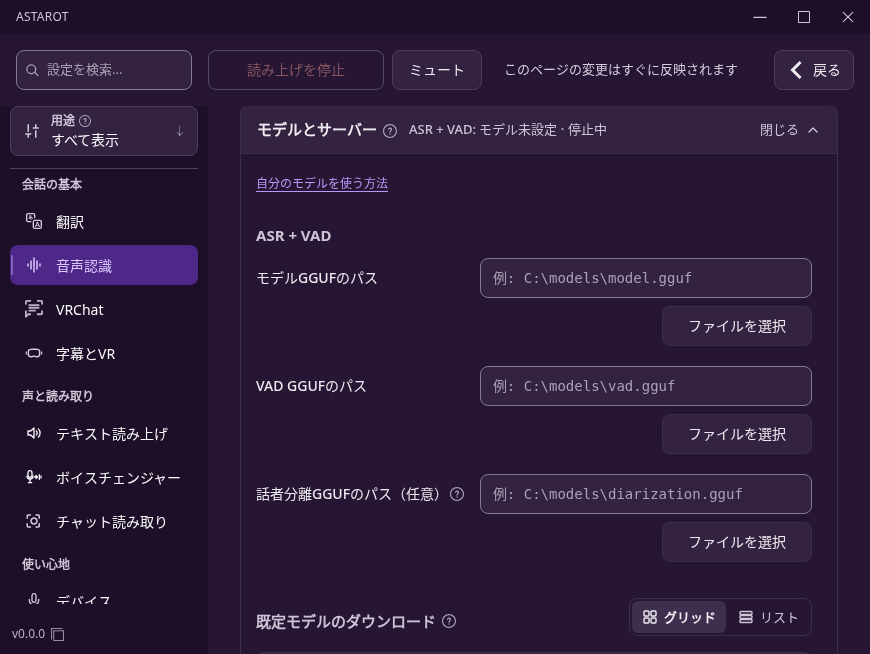 ASTAROT
設定を検索...
読み上げを停止
ミュート
このページの変更はすぐに反映されます
戻る
用途
すべて表示
会話の基本
翻訳
音声認識
VRChat
字幕とVR
声と読み取り
テキスト読み上げ
ボイスチェンジャー
チャット読み取り
使い心地
デバイス
v0.0.0
モデルとサーバー
ASR + VAD: モデル未設定 · 停止中
閉じる
自分のモデルを使う方法
ASR + VAD
モデルGGUFのパス
例: C:\models\model.gguf
ファイルを選択
VAD GGUFのパス
例: C:\models\vad.gguf
ファイルを選択
話者分離GGUFのパス（任意）
例: C:\models\diarization.gguf
ファイルを選択
既定モデルのダウンロード
グリッド
リスト